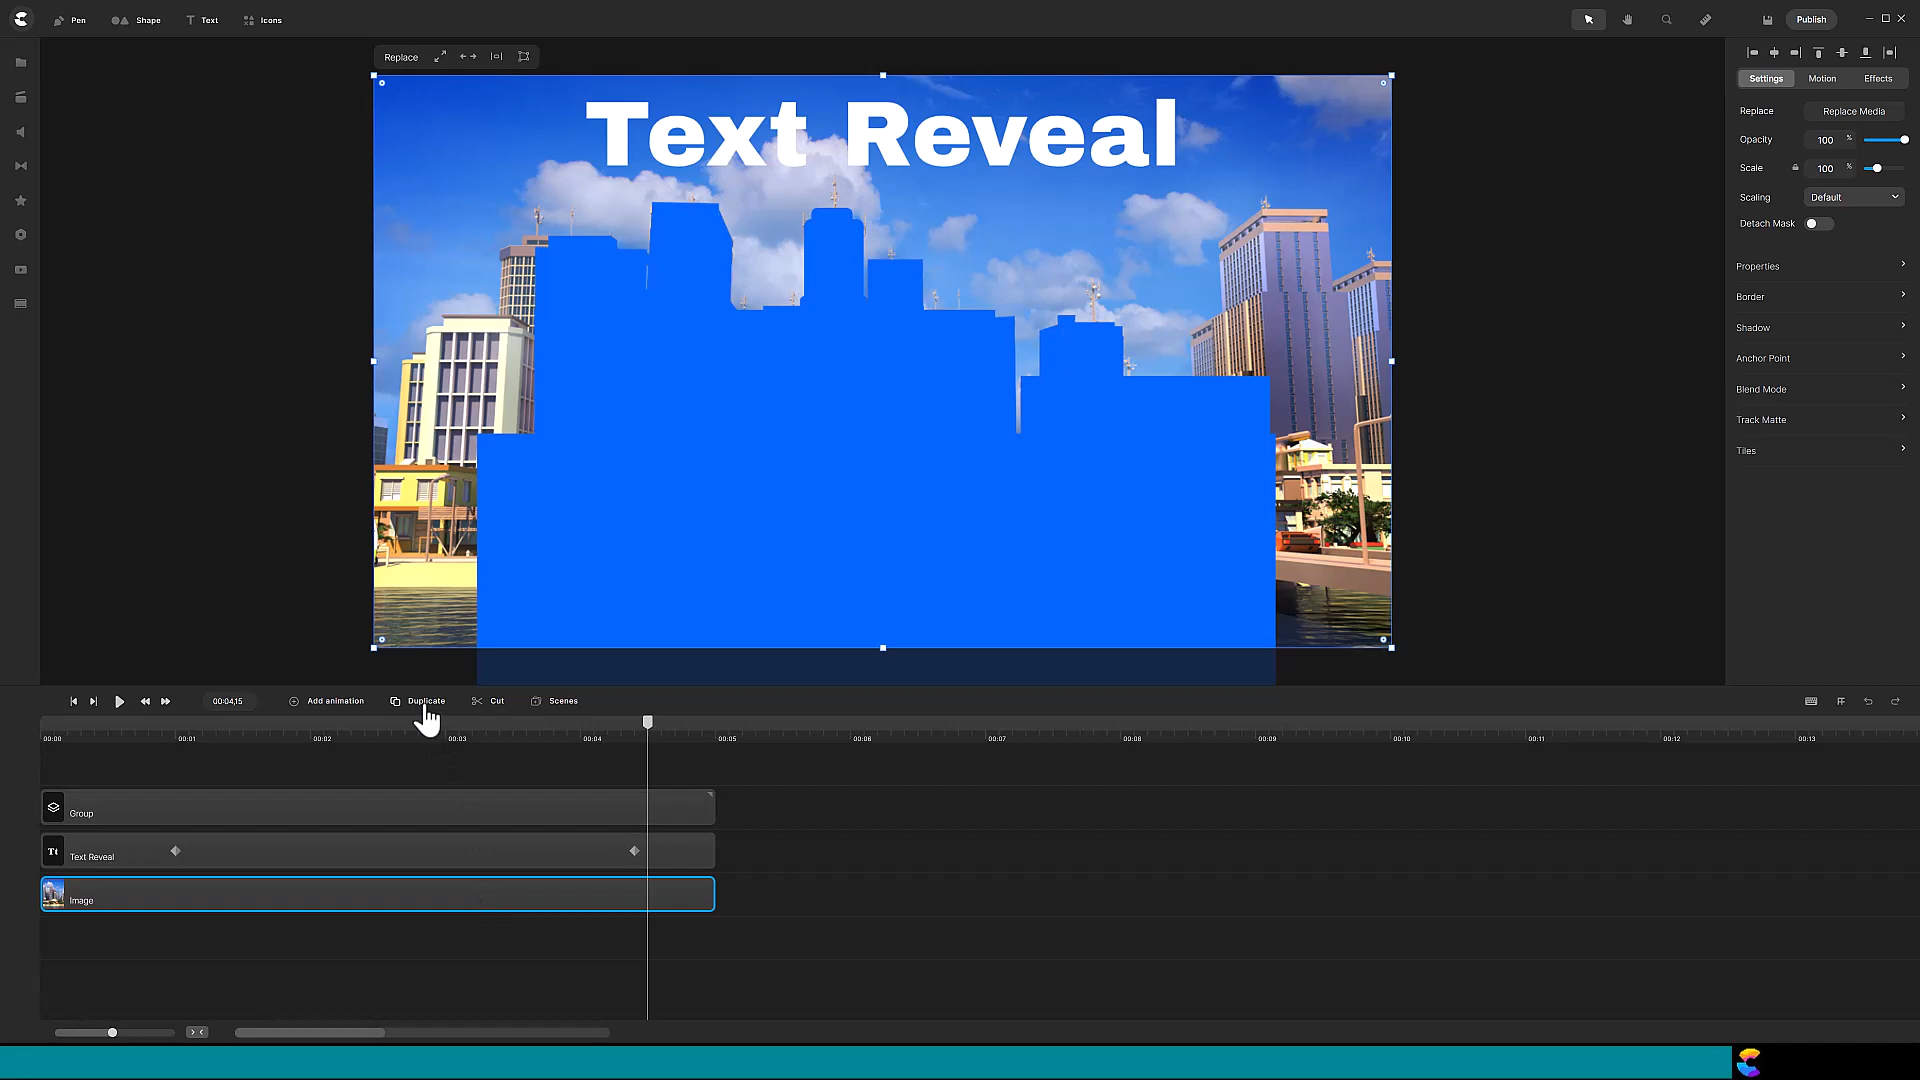 Pen Shape Text Icons
Publish
Replace
Text Reveal
Settings Motion Effects
Replace Replace Media
Opacity 100 %
Scale 100 %
Scaling Default
Detach Mask
Properties
Border
Shadow
Anchor Point
Blend Mode
Track Matte
Tiles
00:04,15 Add animation Duplicate Cut Scenes
00:00 00:01 00:02 00:03 00:04 00:05 00:06 00:07 00:08 00:09 00:10 00:11 00:12 00:13
Group
Tt Text Reveal
Image